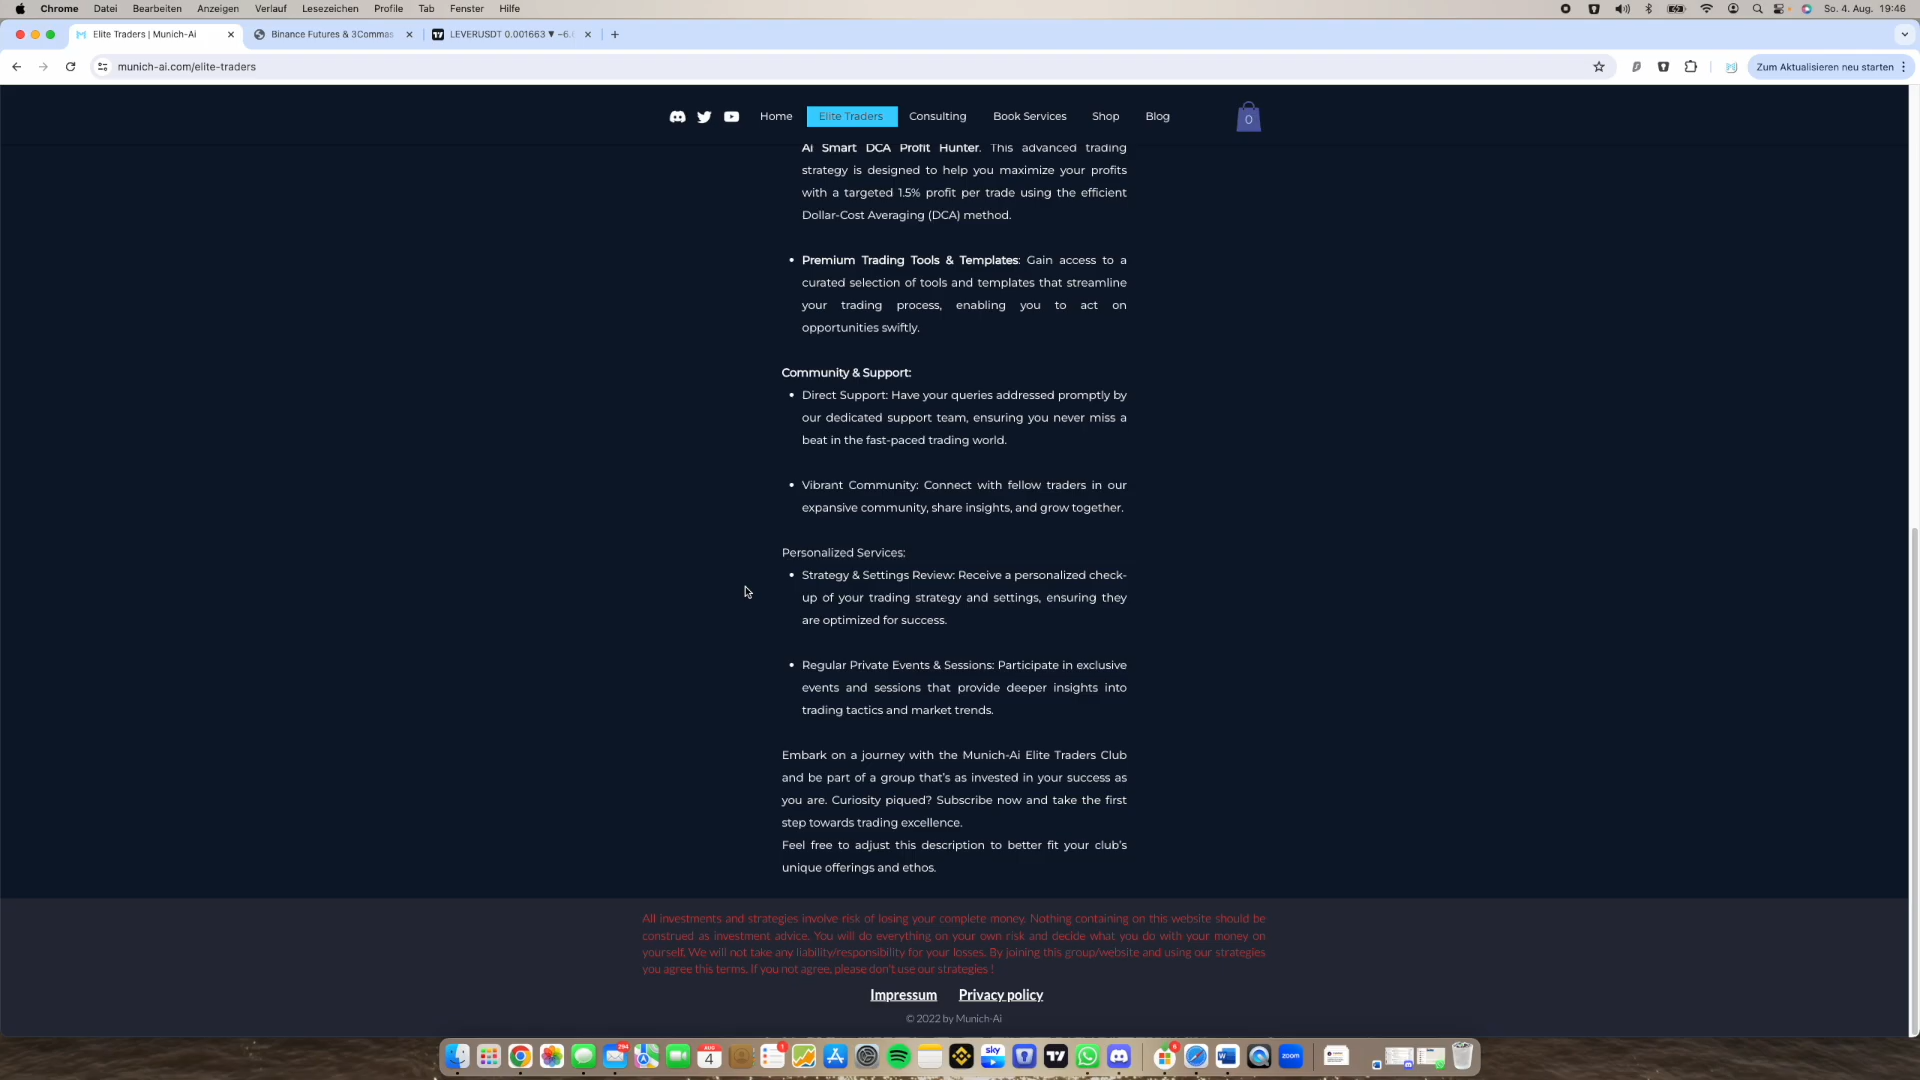 Chrome Datei Bearbeiten Anzeigen Verlauf Lesezeichen Profile Tab Fenster Hilfe So. 4. Aug. 19:46
Elite Traders | Munich-Ai Binance Futures & 3Commas LEVERUSDT 0.001663 ▼ −6.
munich-ai.com/elite-traders Zum Aktualisieren neu starten
Home Elite Traders Consulting Book Services Shop Blog 0
Ai Smart DCA Profit Hunter. This advanced trading
strategy is designed to help you maximize your profits
with a targeted 1.5% profit per trade using the efficient
Dollar-Cost Averaging (DCA) method.
• Premium Trading Tools & Templates: Gain access to a
curated selection of tools and templates that streamline
your trading process, enabling you to act on
opportunities swiftly.
Community & Support:
• Direct Support: Have your queries addressed promptly by
our dedicated support team, ensuring you never miss a
beat in the fast-paced trading world.
• Vibrant Community: Connect with fellow traders in our
expansive community, share insights, and grow together.
Personalized Services:
• Strategy & Settings Review: Receive a personalized check-
up of your trading strategy and settings, ensuring they
are optimized for success.
• Regular Private Events & Sessions: Participate in exclusive
events and sessions that provide deeper insights into
trading tactics and market trends.
Embark on a journey with the Munich-Ai Elite Traders Club
and be part of a group that's as invested in your success as
you are. Curiosity piqued? Subscribe now and take the first
step towards trading excellence.
Feel free to adjust this description to better fit your club's
unique offerings and ethos.
All investments and strategies involve risk of losing your complete money. Nothing containing on this website should be
construed as investment advice. You will do everything on your own risk and decide what you do with your money on
yourself. We will not take any liability/responsibility for your losses. By joining this group/website and using our strategies
you agree this terms. If you not agree, please don't use our strategies !
Impressum Privacy policy
© 2022 by Munich-Ai
294 AUG 4 1 sky zoom 6